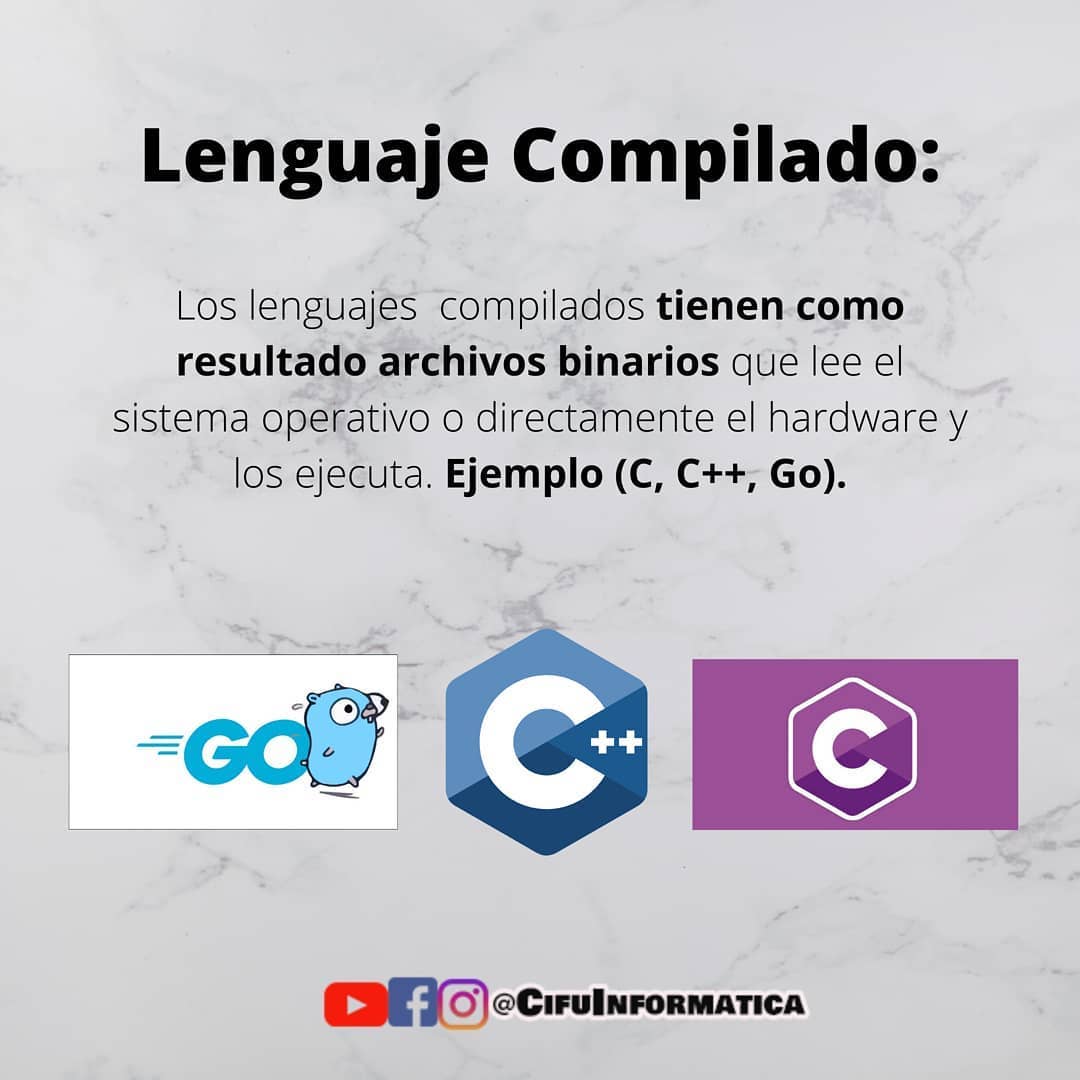 Lenguaje Compilado:
Los lenguajes compilados tienen como
resultado archivos binarios que lee el
sistema operativo o directamente el hardware y
los ejecuta. Ejemplo (C, C++, Go).
GO
C++
C
@CIFUINFORMATICA